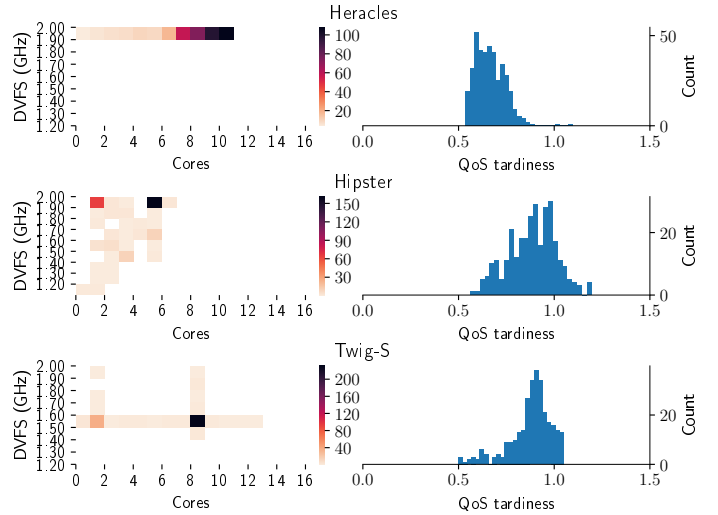 Heracles
DVFS (GHz)
2.00
1.90
1.80
1.70
1.60
1.50
1.40
1.30
1.20
0 2 4 6 8 10 12 14 16
Cores
100
80
60
40
20
50
0
Count
0.0 0.5 1.0 1.5
QoS tardiness
Hipster
DVFS (GHz)
2.00
1.90
1.80
1.70
1.60
1.50
1.40
1.30
1.20
0 2 4 6 8 10 12 14 16
Cores
150
120
90
60
30
20
0
Count
0.0 0.5 1.0 1.5
QoS tardiness
Twig-S
DVFS (GHz)
2.00
1.90
1.80
1.70
1.60
1.50
1.40
1.30
1.20
0 2 4 6 8 10 12 14 16
Cores
200
160
120
80
40
20
0
Count
0.0 0.5 1.0 1.5
QoS tardiness